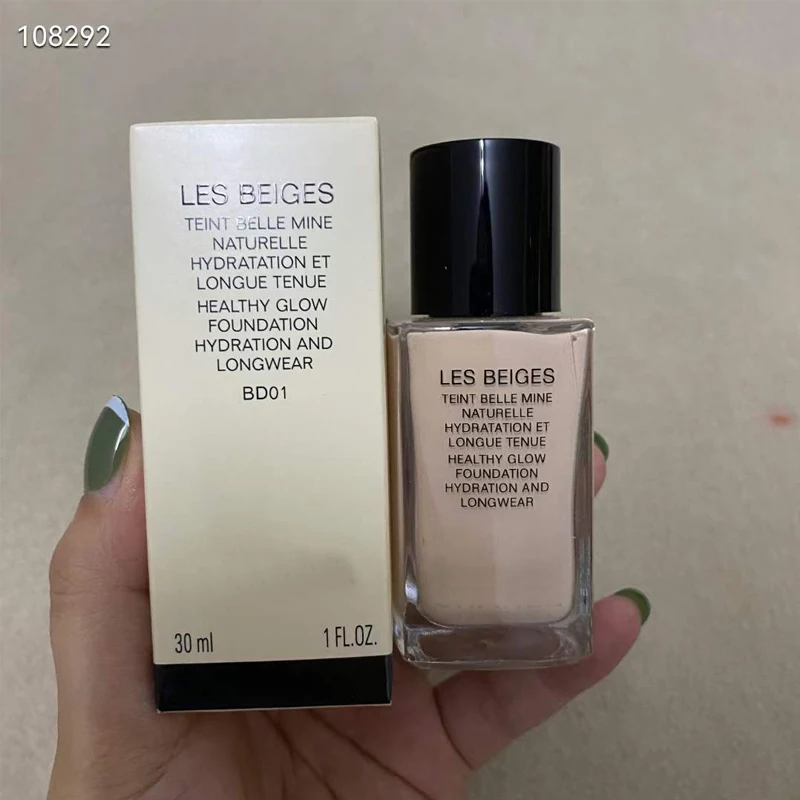 108292
LES BEIGES
TEINT BELLE MINE
NATURELLE
HYDRATATION ET
LONGUE TENUE
HEALTHY GLOW
FOUNDATION
HYDRATION AND
LONGWEAR
BD01
30 ml
1 FL.OZ.
LES BEIGES
TEINT BELLE MINE
NATURELLE
HYDRATATION ET
LONGUE TENUE
HEALTHY GLOW
FOUNDATION
HYDRATION AND
LONGWEAR